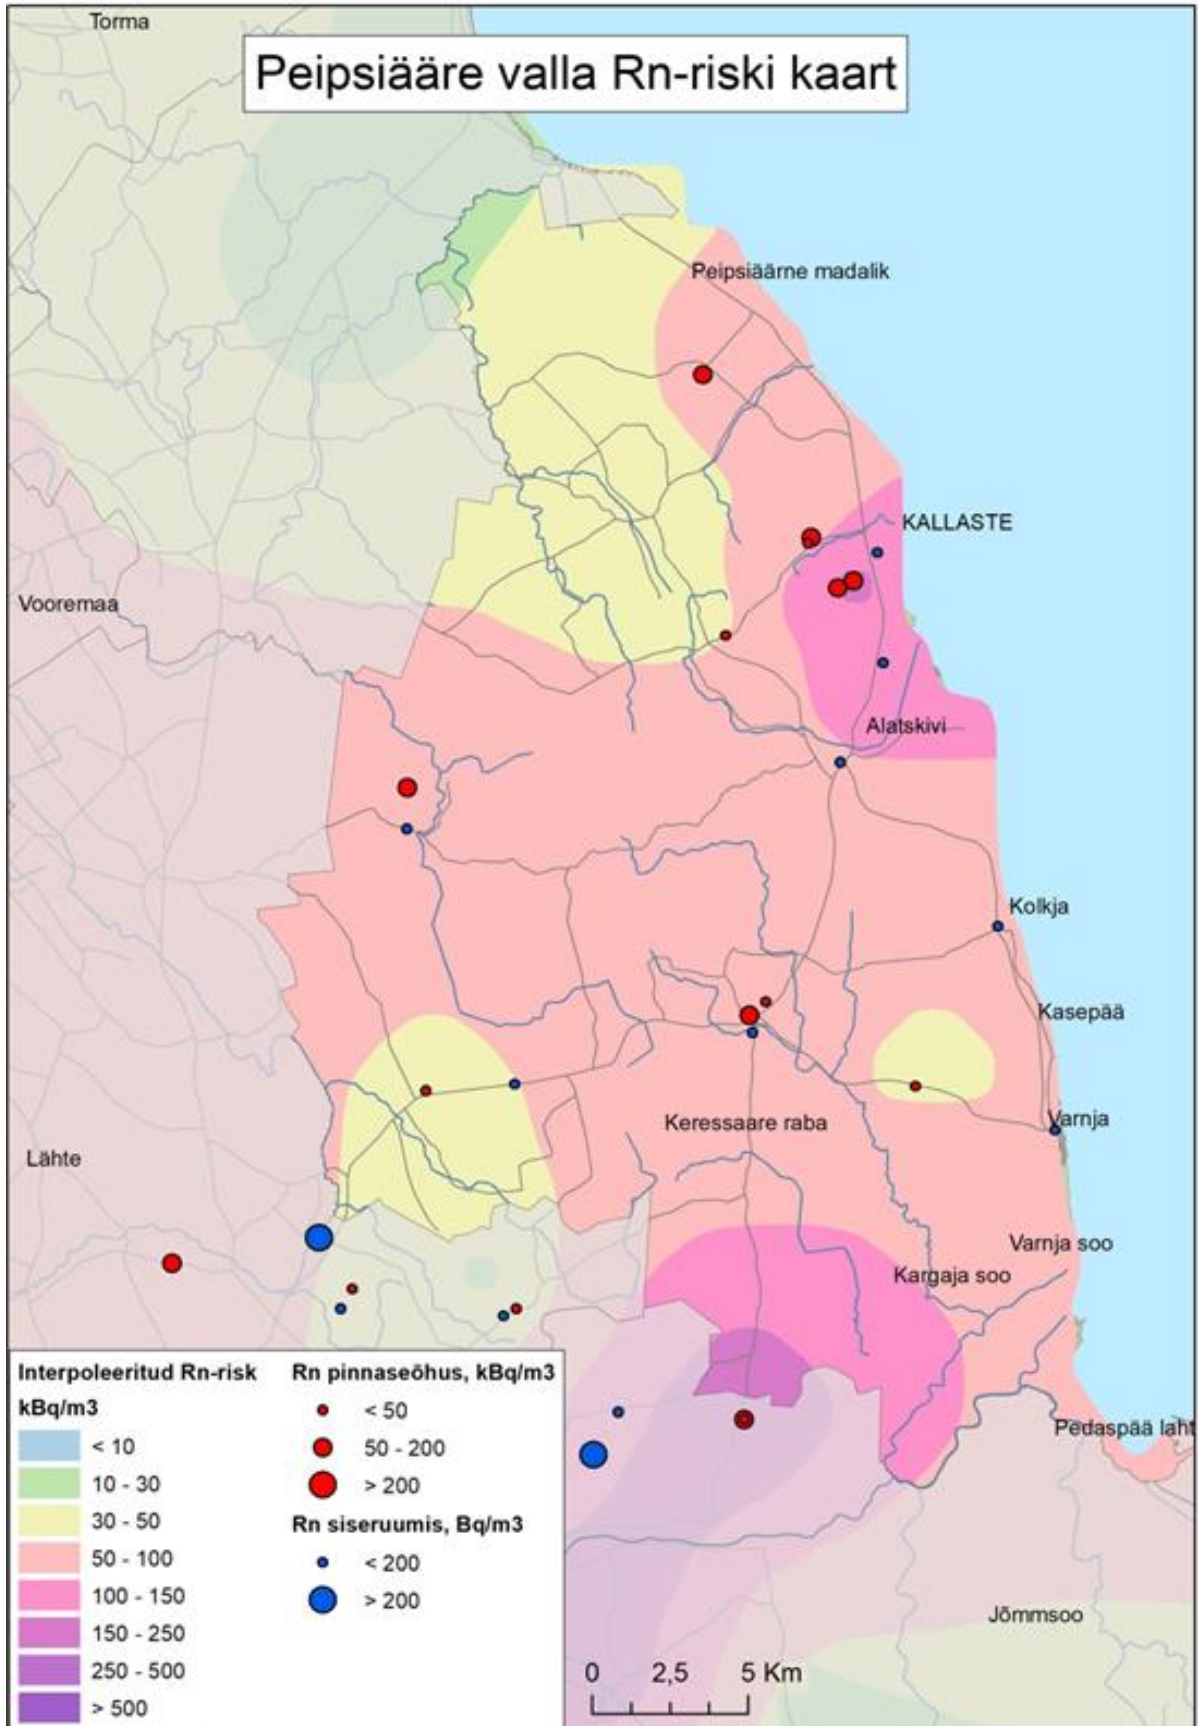 Torma
Peipsiääre valla Rn-riski kaart
Peipsiäärne madalik
KALLASTE
Vooremaa
Alatskivi
Kolkja
Kasepää
Varnja
Keressaare raba
Lähte
Varnja soo
Kargaja soo
Pedaspää laht
Jõmmsoo
Interpoleeritud Rn-risk
kBq/m3
< 10
10 - 30
30 - 50
50 - 100
100 - 150
150 - 250
250 - 500
> 500
Rn pinnaseõhus, kBq/m3
< 50
50 - 200
> 200
Rn siseruumis, Bq/m3
< 200
> 200
0 2,5 5 Km